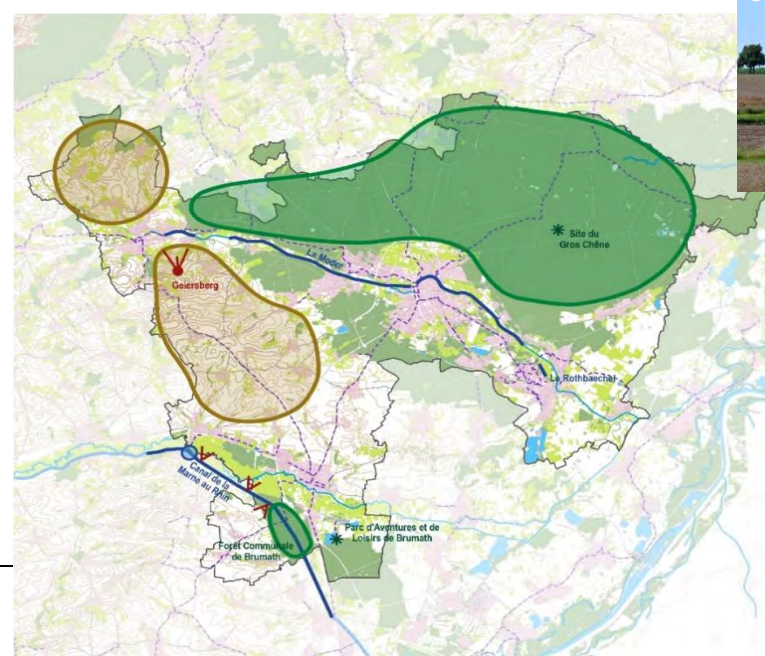 Site du
Gros Chêne
La Moder
Geiersberg
Le Rothbaechel
Canal de la
Marne au Rhin
Parc d'Aventures et de
Loisirs de Brumath
Forêt Communale
de Brumath